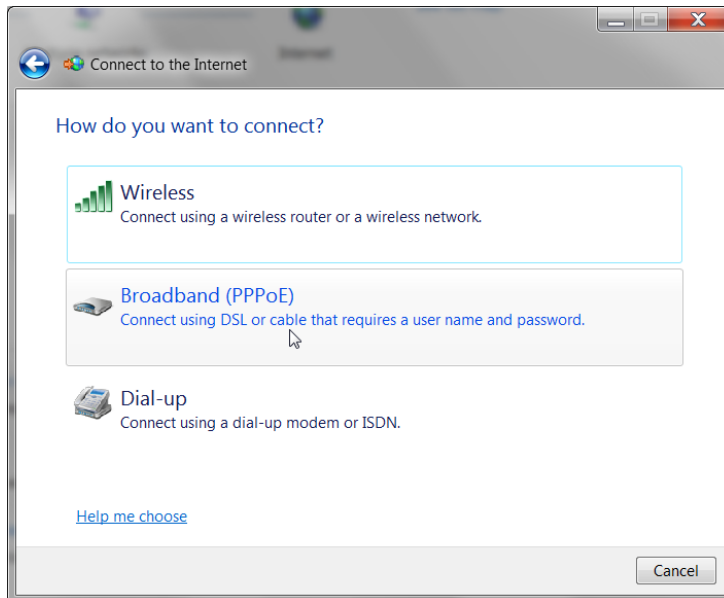 Internet
Connect to the Internet
How do you want to connect?
Wireless
Connect using a wireless router or a wireless network.
Broadband (PPPoE)
Connect using DSL or cable that requires a user name and password.
Dial-up
Connect using a dial-up modem or ISDN.
Help me choose
Cancel